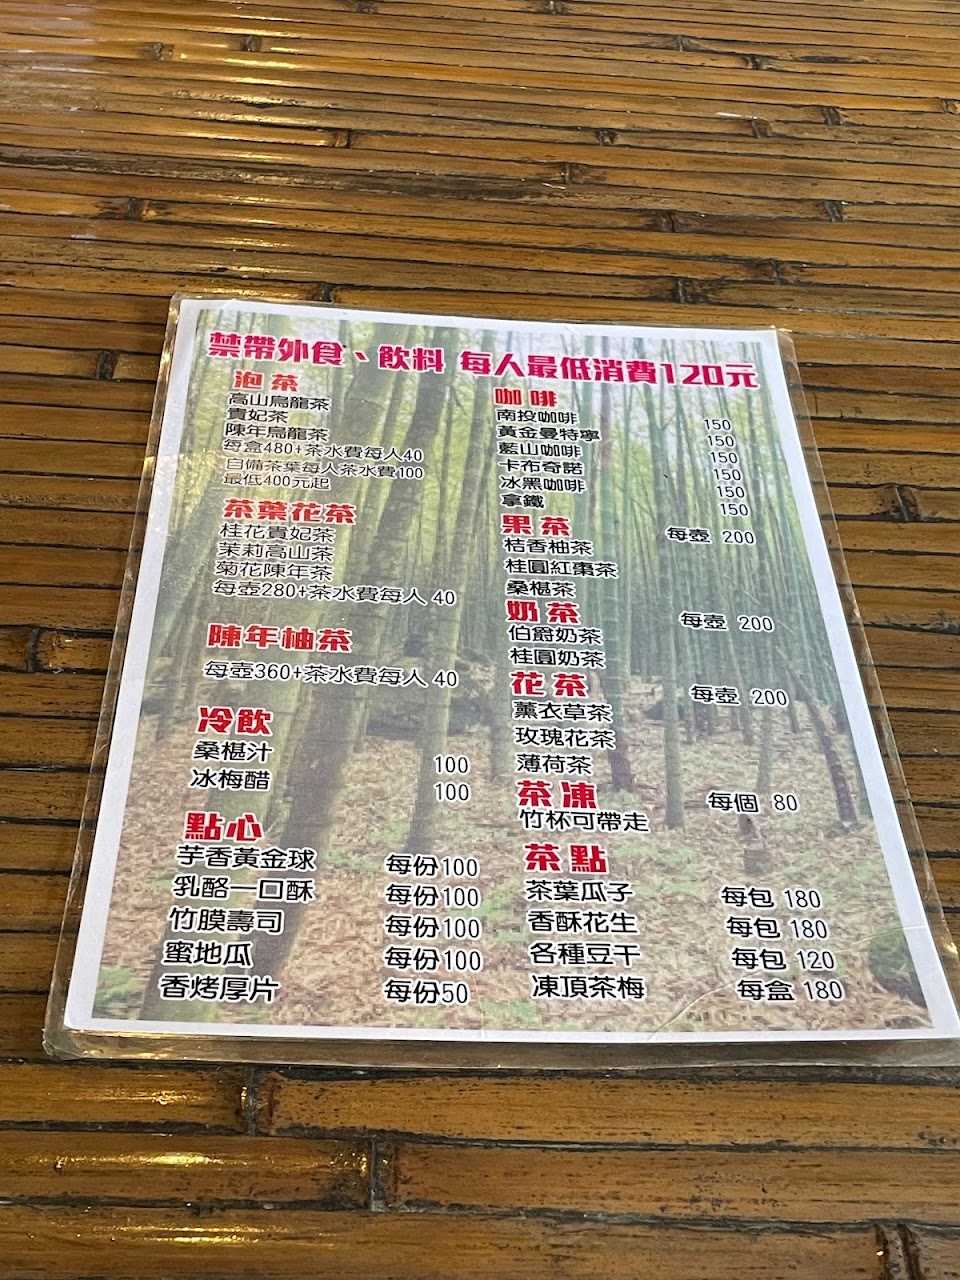 禁帶外食、飲料 每人最低消費120元
泡茶
高山烏龍茶
貴妃茶
陳年烏龍茶
每盒480+茶水費每人40
自備茶葉每人茶水費100
最低400元起
茶葉花茶
桂花貴妃茶
茉莉高山茶
菊花陳年茶
每壺280+茶水費每人 40
陳年柚茶
每壺360+茶水費每人 40
冷飲
桑椹汁 100
冰梅醋 100
點心
芋香黃金球 每份100
乳酪一口酥 每份100
竹膜壽司 每份100
蜜地瓜 每份100
香烤厚片 每份50
咖啡
南投咖啡 150
黃金曼特寧 150
藍山咖啡 150
卡布奇諾 150
冰黑咖啡 150
拿鐵 150
果茶 每壺 200
桔香柚茶
桂圓紅棗茶
桑椹茶
奶茶 每壺 200
伯爵奶茶
桂圓奶茶
花茶 每壺 200
薰衣草茶
玫瑰花茶
薄荷茶
茶凍 每個 80
竹杯可帶走
茶點
茶葉瓜子 每包 180
香酥花生 每包 180
各種豆干 每包 120
凍頂茶梅 每盒 180